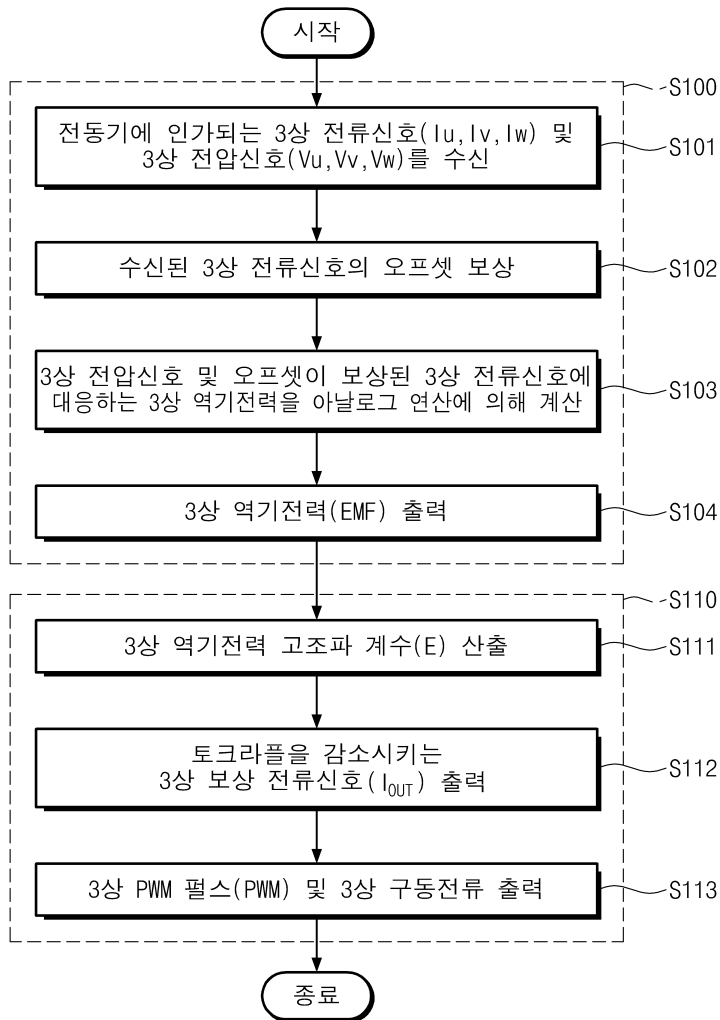 시작
S100
전동기에 인가되는 3상 전류신호(Iu,Iv,Iw) 및
3상 전압신호(Vu,Vv,Vw)를 수신
S101
수신된 3상 전류신호의 오프셋 보상
S102
3상 전압신호 및 오프셋이 보상된 3상 전류신호에
대응하는 3상 역기전력을 아날로그 연산에 의해 계산
S103
3상 역기전력(EMF) 출력
S104
S110
3상 역기전력 고조파 계수(E) 산출
S111
토크라플을 감소시키는
3상 보상 전류신호(I_OUT) 출력
S112
3상 PWM 펄스(PWM) 및 3상 구동전류 출력
S113
종료